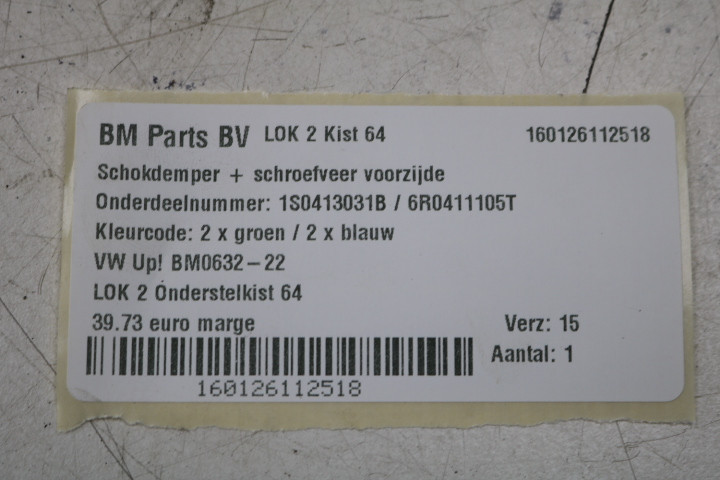 BM Parts BV LOK 2 Kist 64 160126112518
Schokdemper + schroefveer voorzijde
Onderdeelnummer: 1S0413031B / 6R0411105T
Kleurcode: 2 x groen / 2 x blauw
VW Up! BM0632-22
LOK 2 Onderstelkist 64
39.73 euro marge Verz: 15
Aantal: 1
160126112518